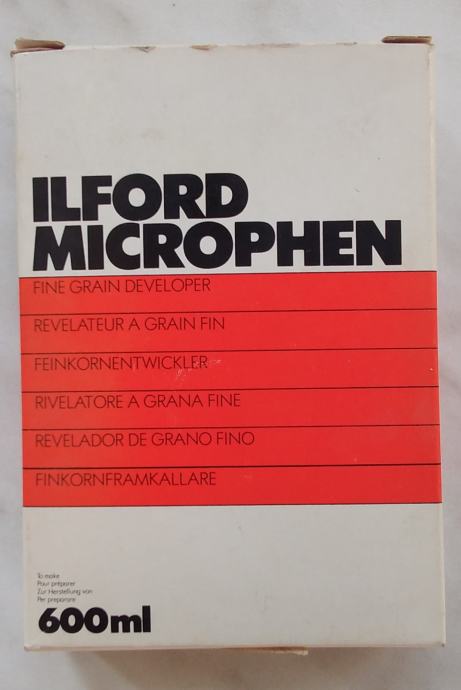 ILFORD
MICROPHEN
FINE GRAIN DEVELOPER
REVELATEUR A GRAIN FIN
FEINKORNENTWICKLER
RIVELATORE A GRANA FINE
REVELADOR DE GRANO FINO
FINKORNFRAMKALLARE
To make
Pour préparer
Zur Herstellung von
Per preparare
600ml